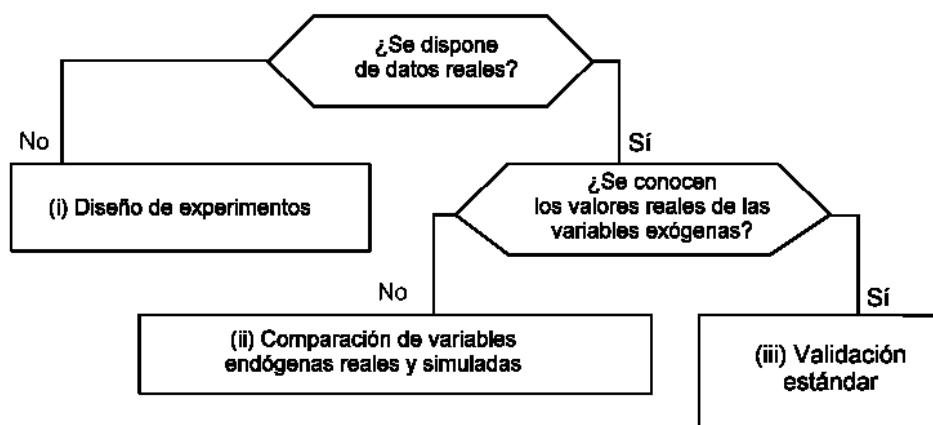 ¿Se dispone
de datos reales?
No
Sí
(i) Diseño de experimentos
¿Se conocen
los valores reales de las
variables exógenas?
No
Sí
(ii) Comparación de variables
endógenas reales y simuladas
(iii) Validación
estándar